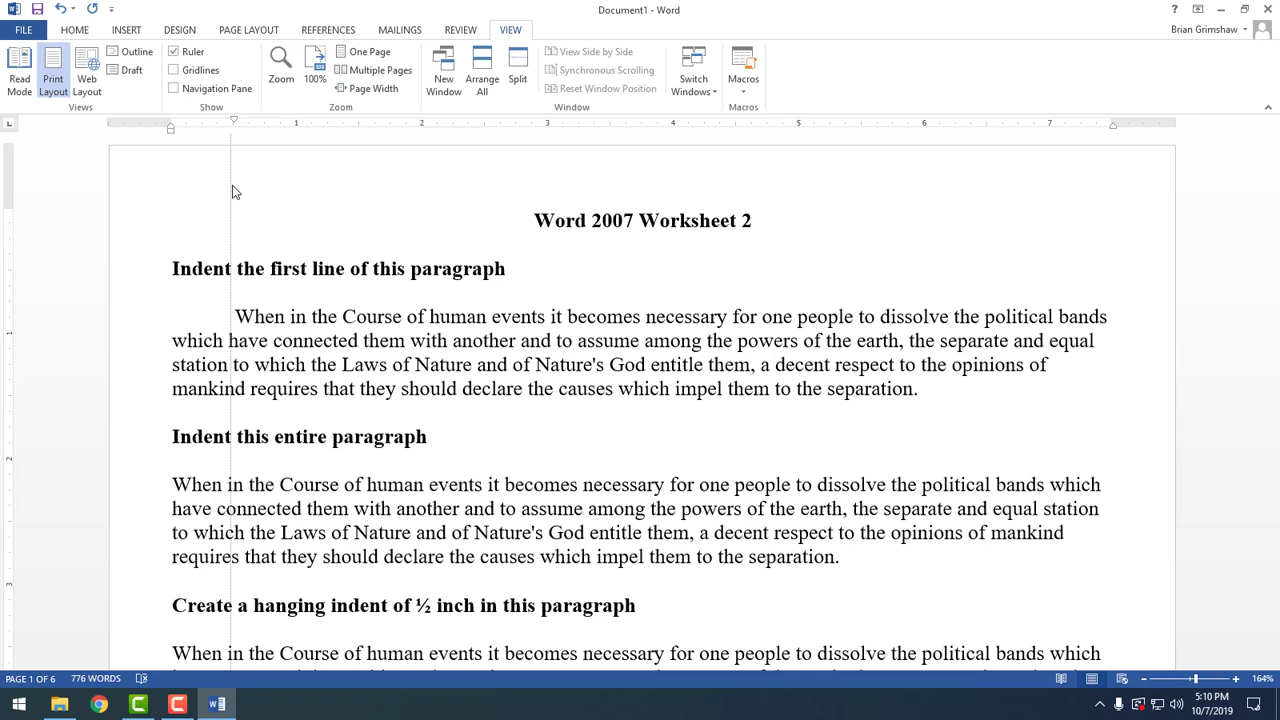 Document1 - Word
FILE HOME INSERT DESIGN PAGE LAYOUT REFERENCES MAILINGS REVIEW VIEW Brian Grimshaw
Read Mode
Print Layout
Web Layout
Outline
Draft
Views
Ruler
Gridlines
Navigation Pane
Show
Zoom
100%
One Page
Multiple Pages
Page Width
Zoom
New Window
Arrange All
Split
View Side by Side
Synchronous Scrolling
Reset Window Position
Window
Switch Windows
Macros
Macros
1 2 3 4 5 6 7
Word 2007 Worksheet 2
Indent the first line of this paragraph
When in the Course of human events it becomes necessary for one people to dissolve the political bands
which have connected them with another and to assume among the powers of the earth, the separate and equal
station to which the Laws of Nature and of Nature's God entitle them, a decent respect to the opinions of
mankind requires that they should declare the causes which impel them to the separation.
Indent this entire paragraph
When in the Course of human events it becomes necessary for one people to dissolve the political bands which
have connected them with another and to assume among the powers of the earth, the separate and equal station
to which the Laws of Nature and of Nature's God entitle them, a decent respect to the opinions of mankind
requires that they should declare the causes which impel them to the separation.
Create a hanging indent of ½ inch in this paragraph
When in the Course of human events it becomes necessary for one people to dissolve the political bands which
1
2
3
PAGE 1 OF 6 776 WORDS 164%
5:10 PM
10/7/2019